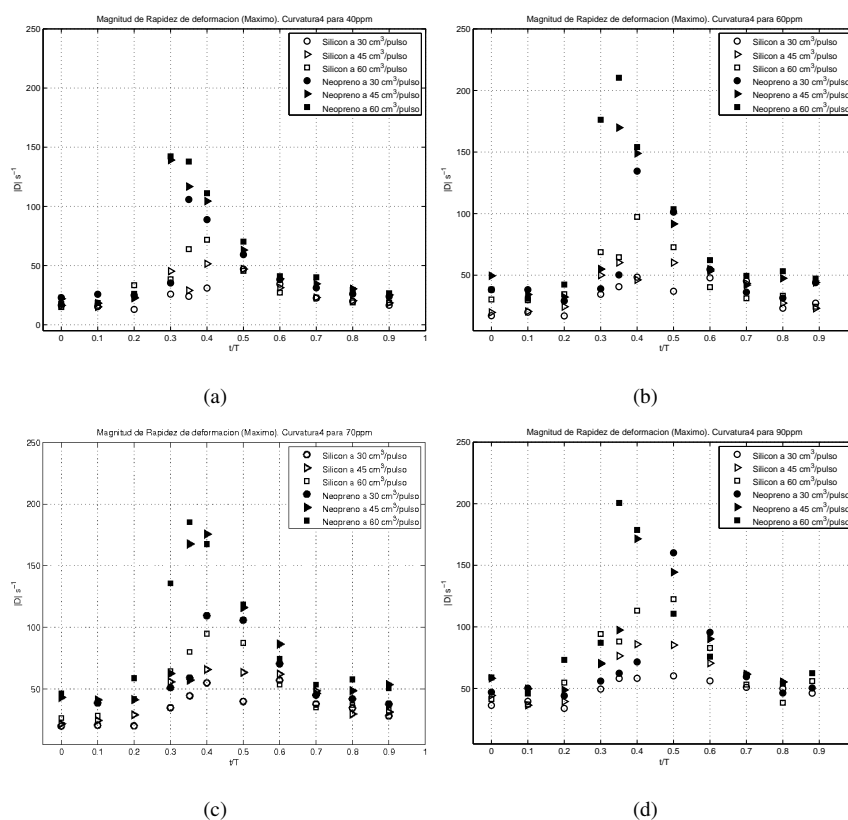 Magnitud de Rapidez de deformacion (Maximo). Curvatura4 para 40ppm
250
200
150
100
50
0
|D| s⁻¹
0 0.1 0.2 0.3 0.4 0.5 0.6 0.7 0.8 0.9 1
t/T
Silicon a 30 cm³/pulso
Silicon a 45 cm³/pulso
Silicon a 60 cm³/pulso
Neopreno a 30 cm³/pulso
Neopreno a 45 cm³/pulso
Neopreno a 60 cm³/pulso
(a)
Magnitud de Rapidez de deformacion (Maximo). Curvatura4 para 60ppm
250
200
150
100
50
0
|D| s⁻¹
0 0.1 0.2 0.3 0.4 0.5 0.6 0.7 0.8 0.9
t/T
Silicon a 30 cm³/pulso
Silicon a 45 cm³/pulso
Silicon a 60 cm³/pulso
Neopreno a 30 cm³/pulso
Neopreno a 45 cm³/pulso
Neopreno a 60 cm³/pulso
(b)
Magnitud de Rapidez de deformacion (Maximo). Curvatura4 para 70ppm
250
200
150
100
50
0
|D| s⁻¹
0 0.1 0.2 0.3 0.4 0.5 0.6 0.7 0.8 0.9 1
t/T
Silicon a 30 cm³/pulso
Silicon a 45 cm³/pulso
Silicon a 60 cm³/pulso
Neopreno a 30 cm³/pulso
Neopreno a 45 cm³/pulso
Neopreno a 60 cm³/pulso
(c)
Magnitud de Rapidez de deformacion (Maximo). Curvatura4 para 90ppm
250
200
150
100
50
0
|D| s⁻¹
0 0.1 0.2 0.3 0.4 0.5 0.6 0.7 0.8 0.9
t/T
Silicon a 30 cm³/pulso
Silicon a 45 cm³/pulso
Silicon a 60 cm³/pulso
Neopreno a 30 cm³/pulso
Neopreno a 45 cm³/pulso
Neopreno a 60 cm³/pulso
(d)